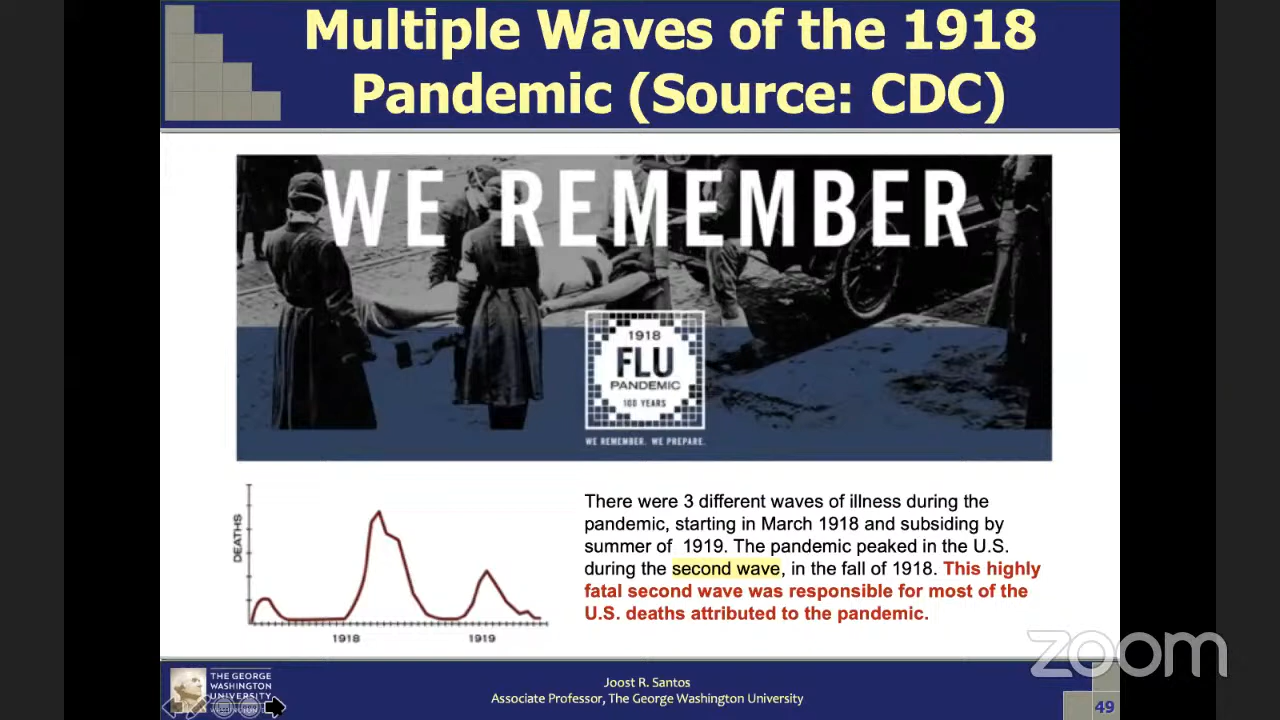 Multiple Waves of the 1918
Pandemic (Source: CDC)
WE REMEMBER
1918
FLU
PANDEMIC
100 YEARS
WE REMEMBER. WE PREPARE.
DEATHS
1918
1919
There were 3 different waves of illness during the
pandemic, starting in March 1918 and subsiding by
summer of 1919. The pandemic peaked in the U.S.
during the second wave, in the fall of 1918. This highly
fatal second wave was responsible for most of the
U.S. deaths attributed to the pandemic.
zoom
THE GEORGE
WASHINGTON
UNIVERSITY
Joost R. Santos
Associate Professor, The George Washington University
49